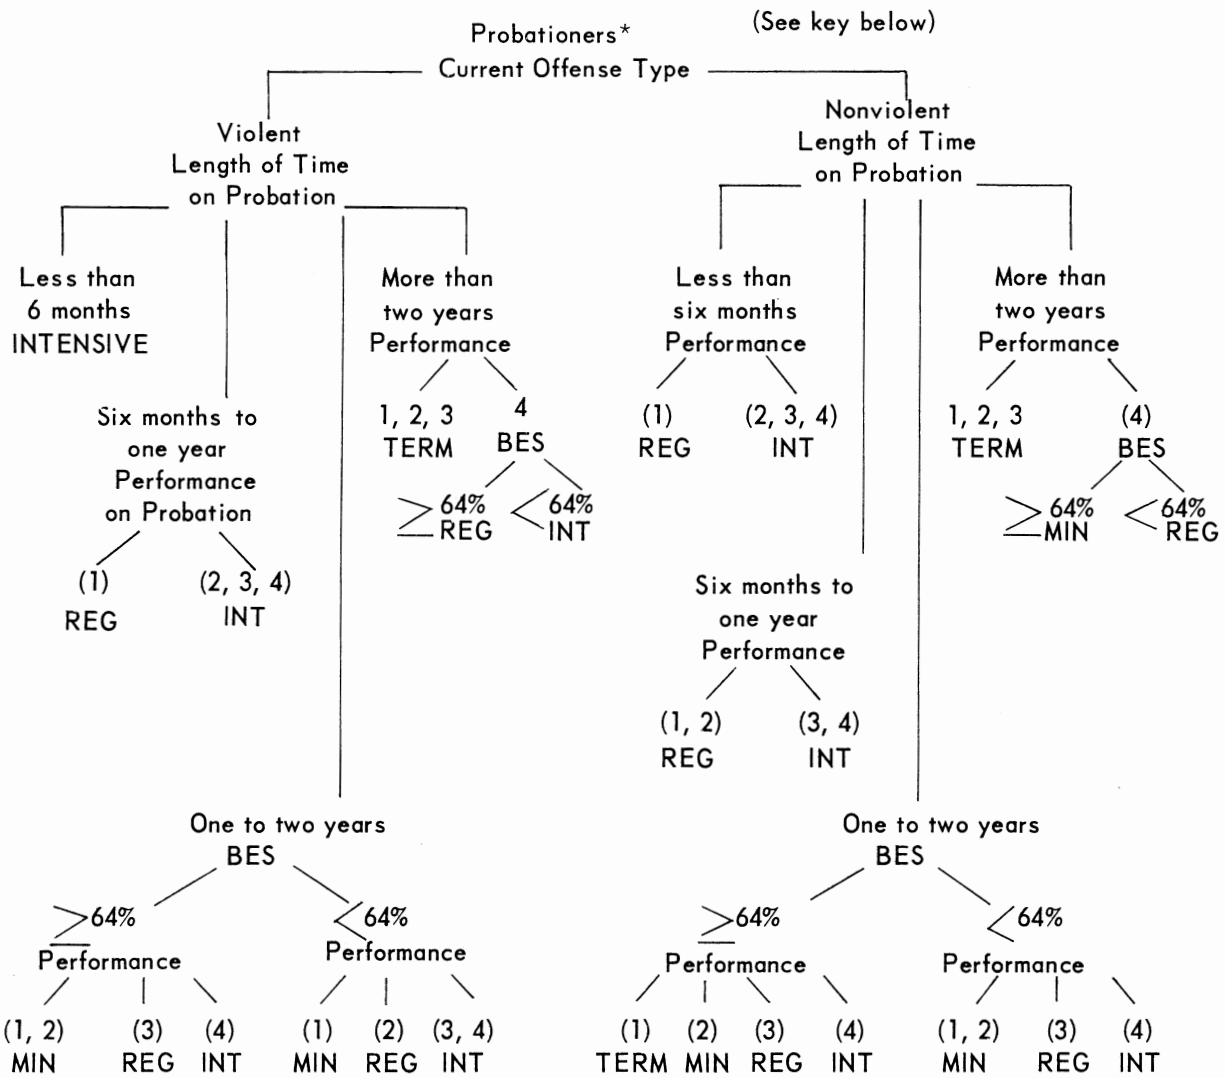 Probationers*
(See key below)
Current Offense Type
Violent
Length of Time
on Probation
Less than
6 months
INTENSIVE
Six months to
one year
Performance
on Probation
(1)
REG
(2, 3, 4)
INT
More than
two years
Performance
1, 2, 3
TERM
4
BES
≥ 64%
REG
< 64%
INT
One to two years
BES
≥ 64%
Performance
(1, 2)
MIN
(3)
REG
(4)
INT
< 64%
Performance
(1)
MIN
(2)
REG
(3, 4)
INT
Nonviolent
Length of Time
on Probation
Less than
six months
Performance
(1)
REG
(2, 3, 4)
INT
Six months to
one year
Performance
(1, 2)
REG
(3, 4)
INT
More than
two years
Performance
1, 2, 3
TERM
(4)
BES
≥ 64%
MIN
< 64%
REG
One to two years
BES
≥ 64%
Performance
(1)
TERM
(2)
MIN
(3)
REG
(4)
INT
< 64%
Performance
(1, 2)
MIN
(3)
REG
(4)
INT